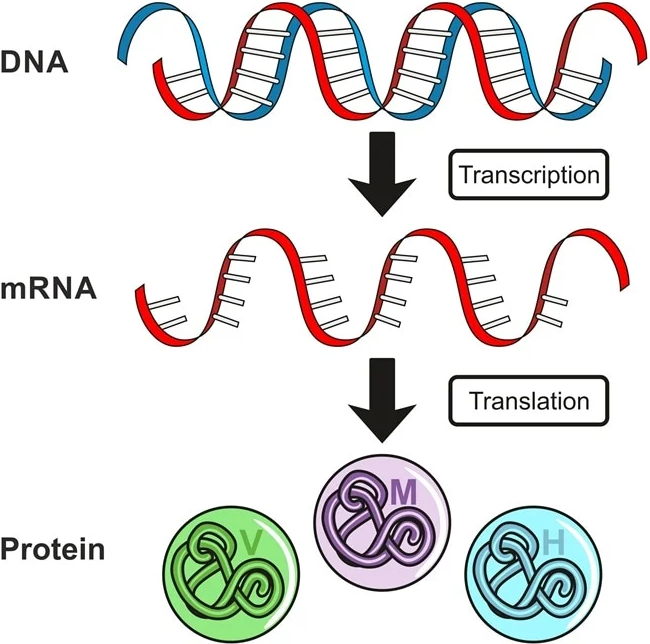 DNA
Transcription
mRNA
Translation
M
Protein
V
H